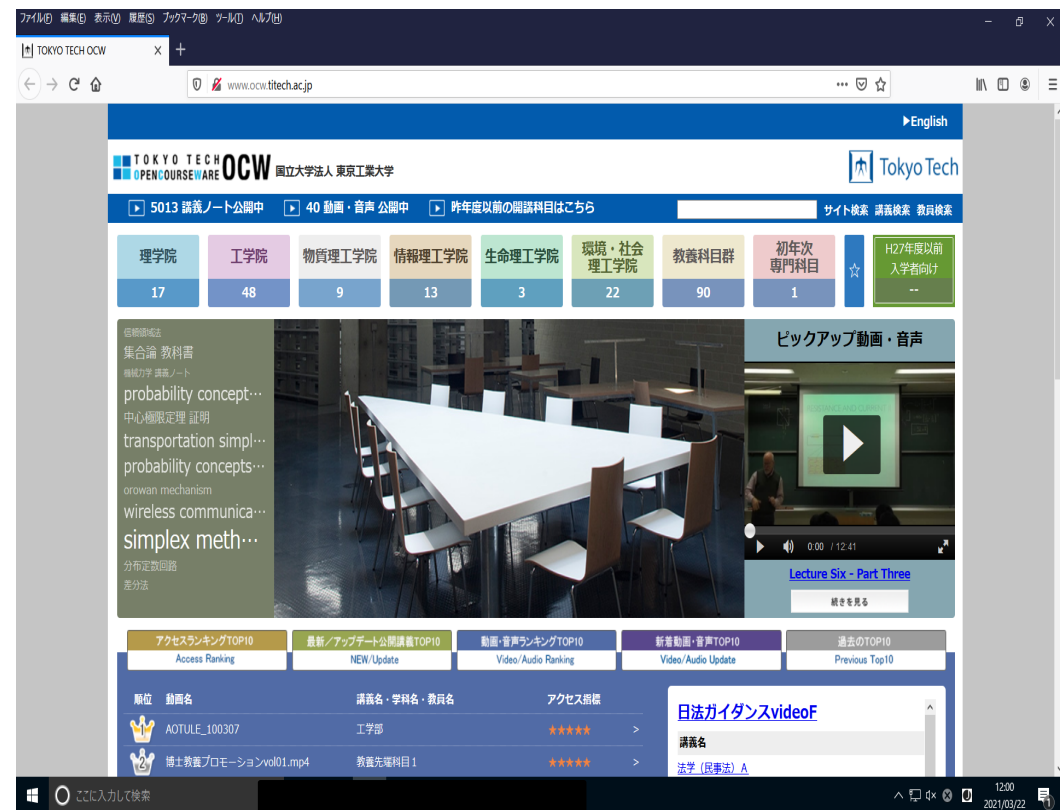 ファイル(F) 編集(E) 表示(V) 履歴(S) ブックマーク(B) ツール(T) ヘルプ(H)
TOKYO TECH OCW
www.ocw.titech.ac.jp
▶English
TOKYO TECH
OPENCOURSEWARE OCW 国立大学法人 東京工業大学
Tokyo Tech
5013 講義ノート公開中 40 動画・音声 公開中 昨年度以前の開講科目はこちら
サイト検索 講義検索 教員検索
理学院 工学院 物質理工学院 情報理工学院 生命理工学院 環境・社会理工学院 教養科目群 初年次専門科目 ☆ H27年度以前入学者向け
17 48 9 13 3 22 90 1 --
信頼領域法
集合論 教科書
機械力学 講義ノート
probability concept…
中心極限定理 証明
transportation simpl…
probability concepts…
orowan mechanism
wireless communica…
simplex meth…
分布定数回路
差分法
ピックアップ動画・音声
0:00 / 12:41
Lecture Six - Part Three
続きを見る
アクセスランキングTOP10 最新／アップデート公開講義TOP10 動画・音声ランキングTOP10 新着動画・音声TOP10 過去のTOP10
Access Ranking NEW/Update Video/Audio Ranking Video/Audio Update Previous Top10
順位 動画名 講義名・学科名・教員名 アクセス指標
1 AOTULE_100307 工学部 ★★★★★ >
2 博士教養プロモーションvol01.mp4 教養先端科目1 ★★★★★ >
日法ガイダンスvideoF
講義名
法学（民事法）A
ここに入力して検索
12:00
2021/03/22